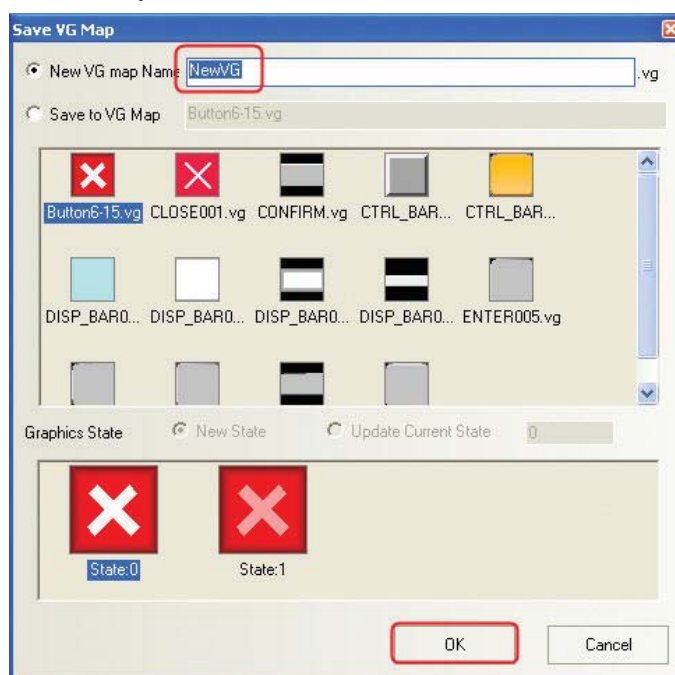 Save VG Map
New VG map Name NewVG .vg
Save to VG Map Button6-15.vg
Button6-15.vg CLOSE001.vg CONFIRM.vg CTRL_BAR... CTRL_BAR...
DISP_BAR0... DISP_BAR0... DISP_BAR0... DISP_BAR0... ENTER005.vg
Graphics State New State Update Current State 0
State:0 State:1
OK Cancel